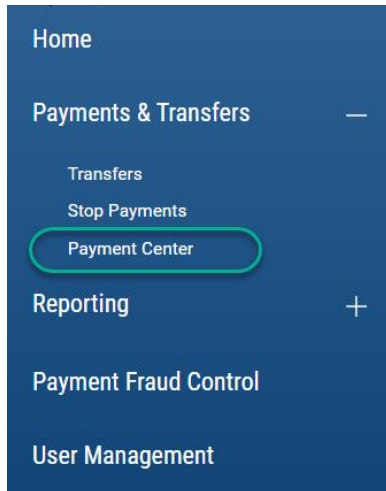 Home
Payments & Transfers
Transfers
Stop Payments
Payment Center
Reporting
Payment Fraud Control
User Management